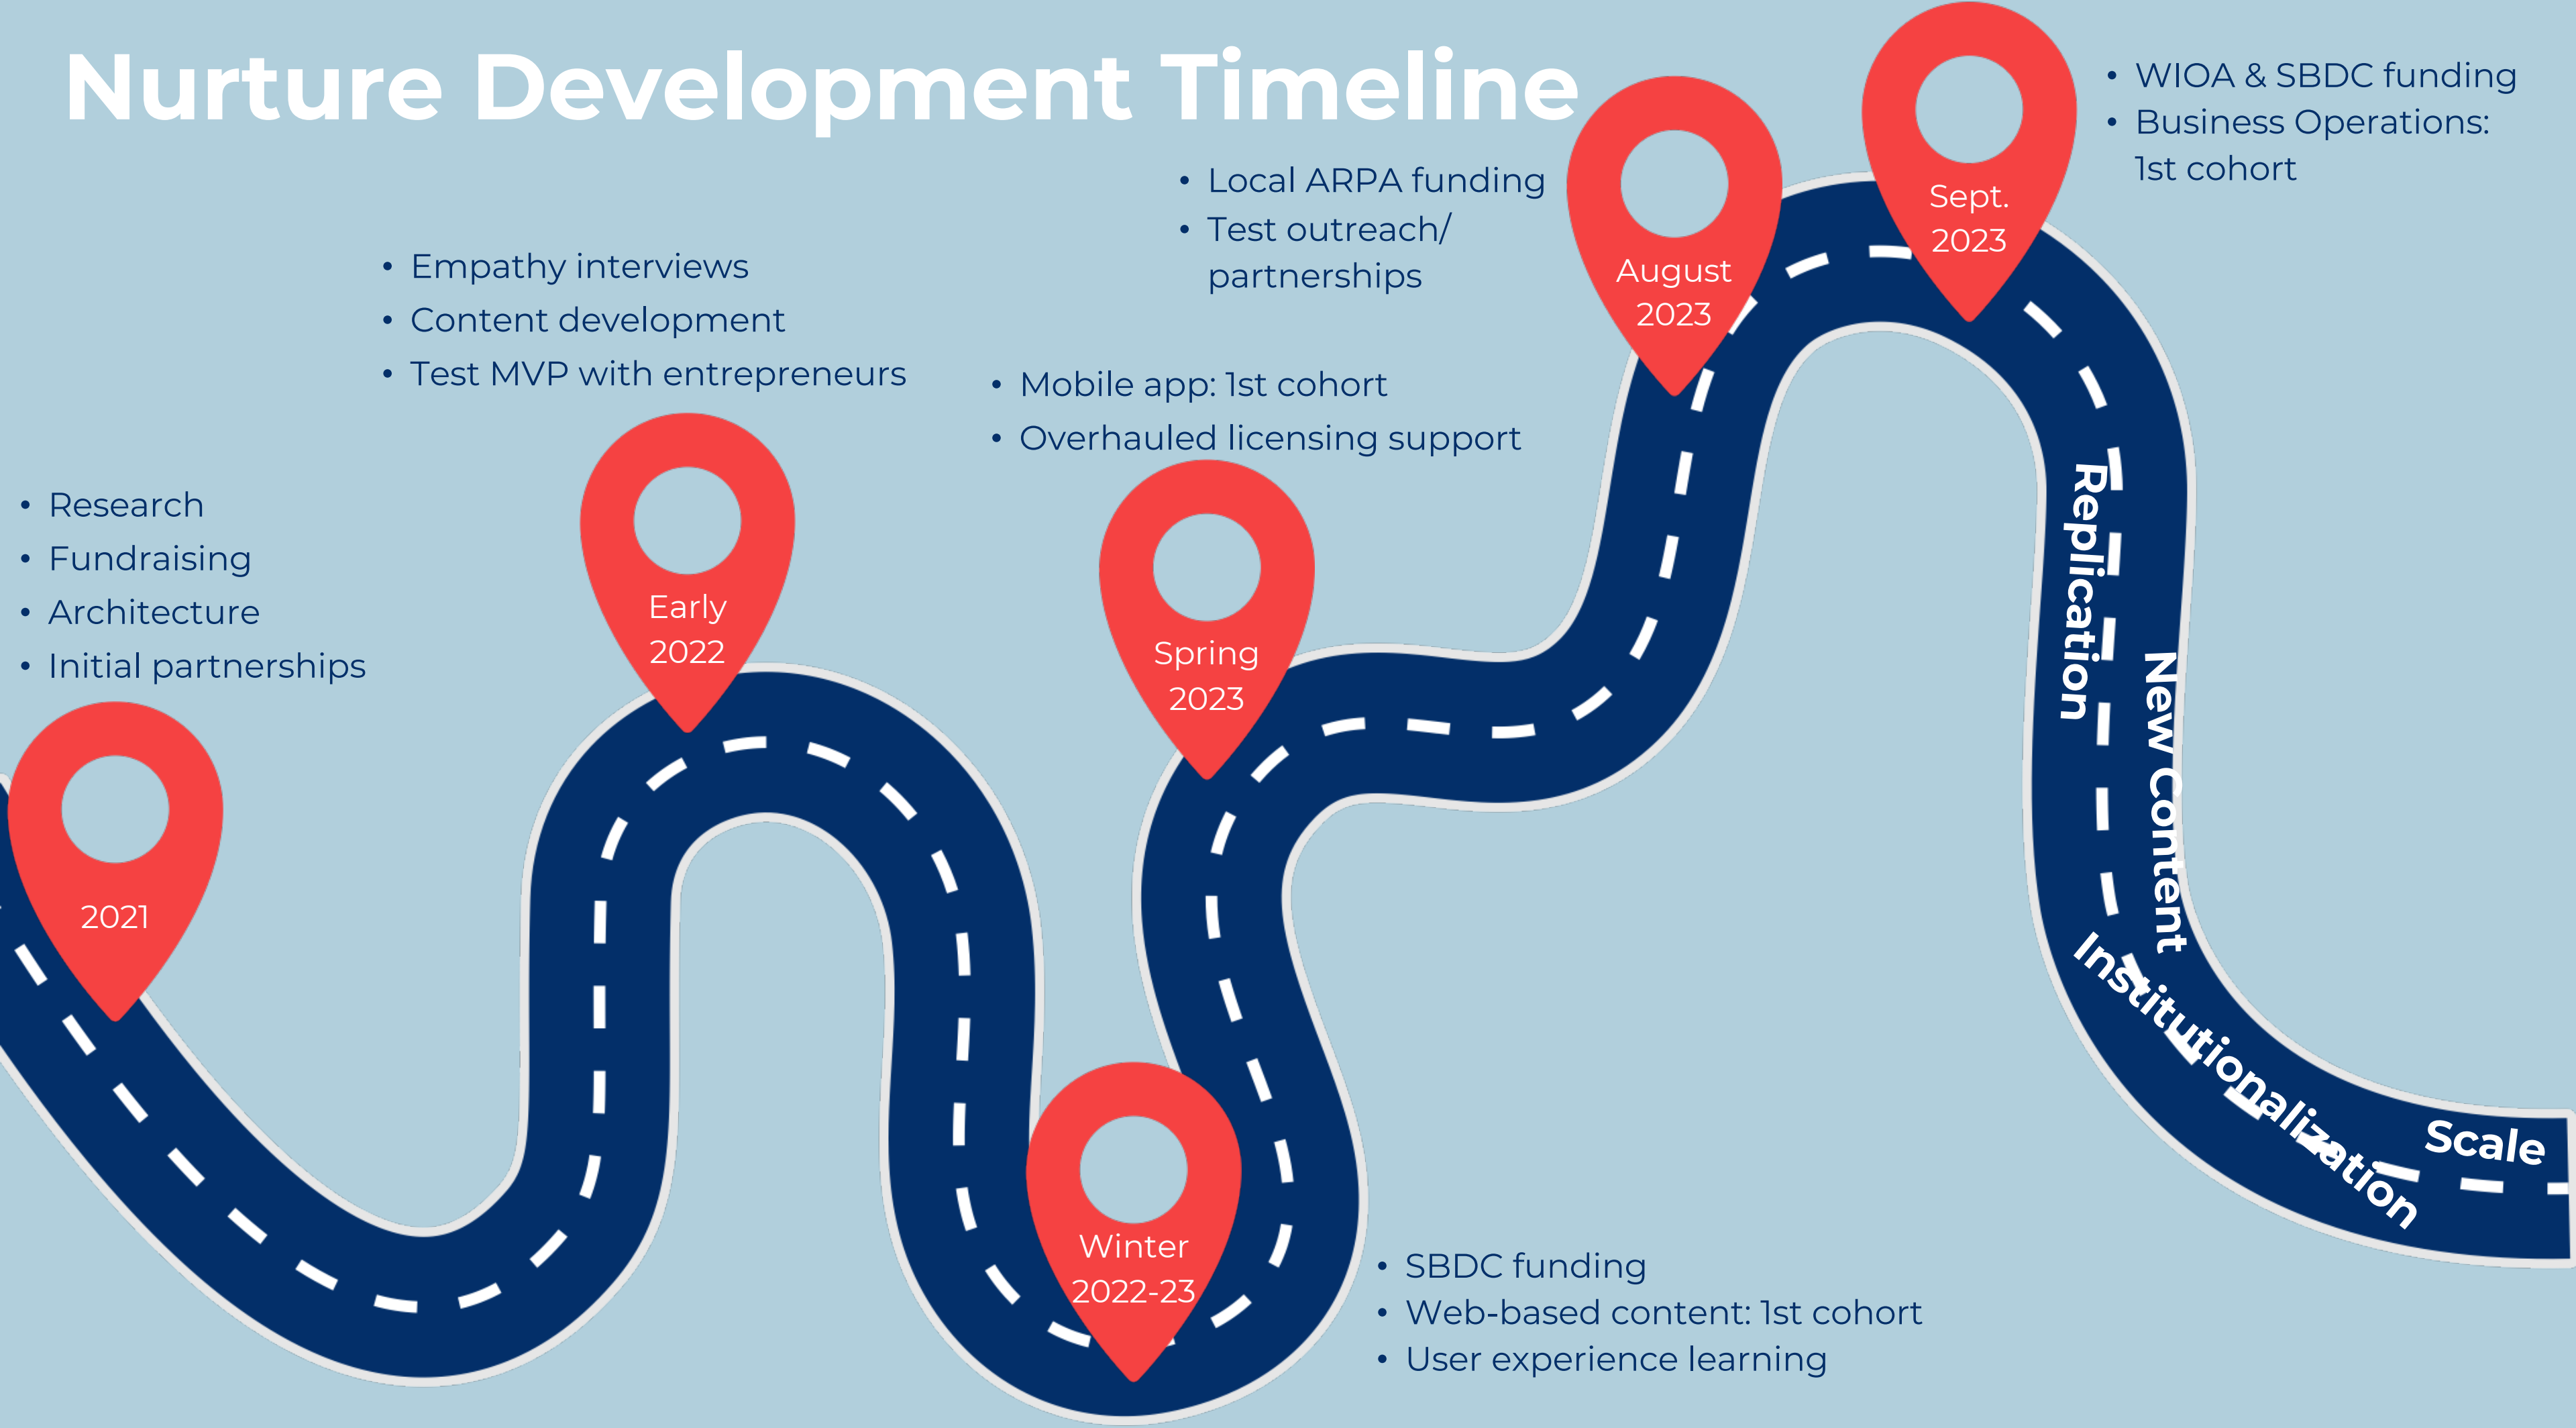 Nurture Development Timeline
• Research
• Fundraising
• Architecture
• Initial partnerships
2021
• Empathy interviews
• Content development
• Test MVP with entrepreneurs
Early
2022
• SBDC funding
• Web-based content: 1st cohort
• User experience learning
Winter
2022-23
• Mobile app: 1st cohort
• Overhauled licensing support
Spring
2023
• Local ARPA funding
• Test outreach/
partnerships
August
2023
• WIOA & SBDC funding
• Business Operations:
1st cohort
Sept.
2023
Replication
New Content
Institutionalization
Scale